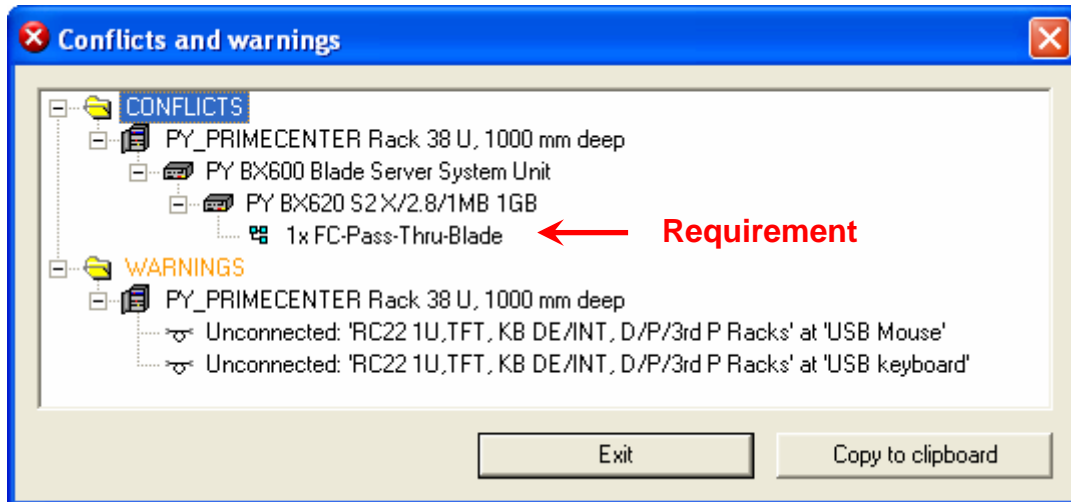 Conflicts and warnings
CONFLICTS
PY_PRIMECENTER Rack 38 U, 1000 mm deep
PY BX600 Blade Server System Unit
PY BX620 S2 X/2.8/1MB 1GB
1x FC-Pass-Thru-Blade Requirement
WARNINGS
PY_PRIMECENTER Rack 38 U, 1000 mm deep
Unconnected: 'RC22 1U,TFT, KB DE/INT, D/P/3rd P Racks' at 'USB Mouse'
Unconnected: 'RC22 1U,TFT, KB DE/INT, D/P/3rd P Racks' at 'USB keyboard'
Exit Copy to clipboard